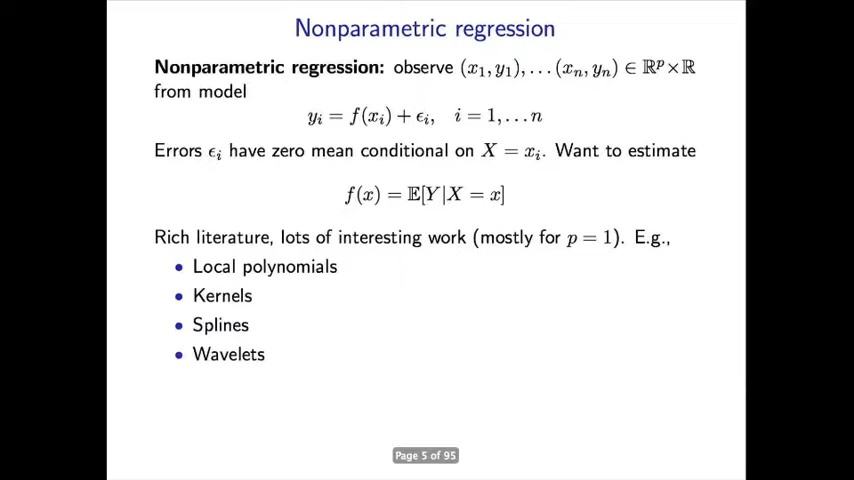 Nonparametric regression
Nonparametric regression: observe (x₁, y₁), . . . (xₙ, yₙ) ∈ ℝᵖ × ℝ
from model
yᵢ = f(xᵢ) + ϵᵢ, i = 1, . . . n
Errors ϵᵢ have zero mean conditional on X = xᵢ. Want to estimate
f(x) = 𝔼[Y|X = x]
Rich literature, lots of interesting work (mostly for p = 1). E.g.,
• Local polynomials
• Kernels
• Splines
• Wavelets
Page 5 of 95